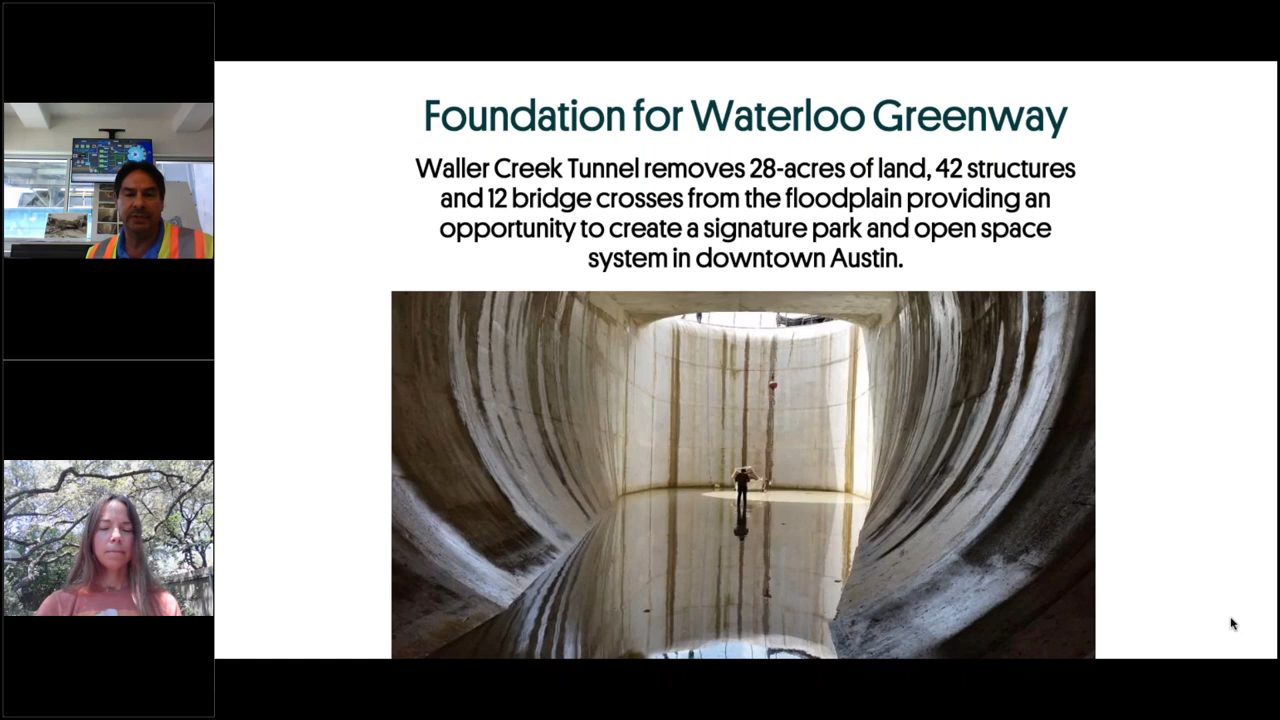 Foundation for Waterloo Greenway
Waller Creek Tunnel removes 28-acres of land, 42 structures
and 12 bridge crosses from the floodplain providing an
opportunity to create a signature park and open space
system in downtown Austin.